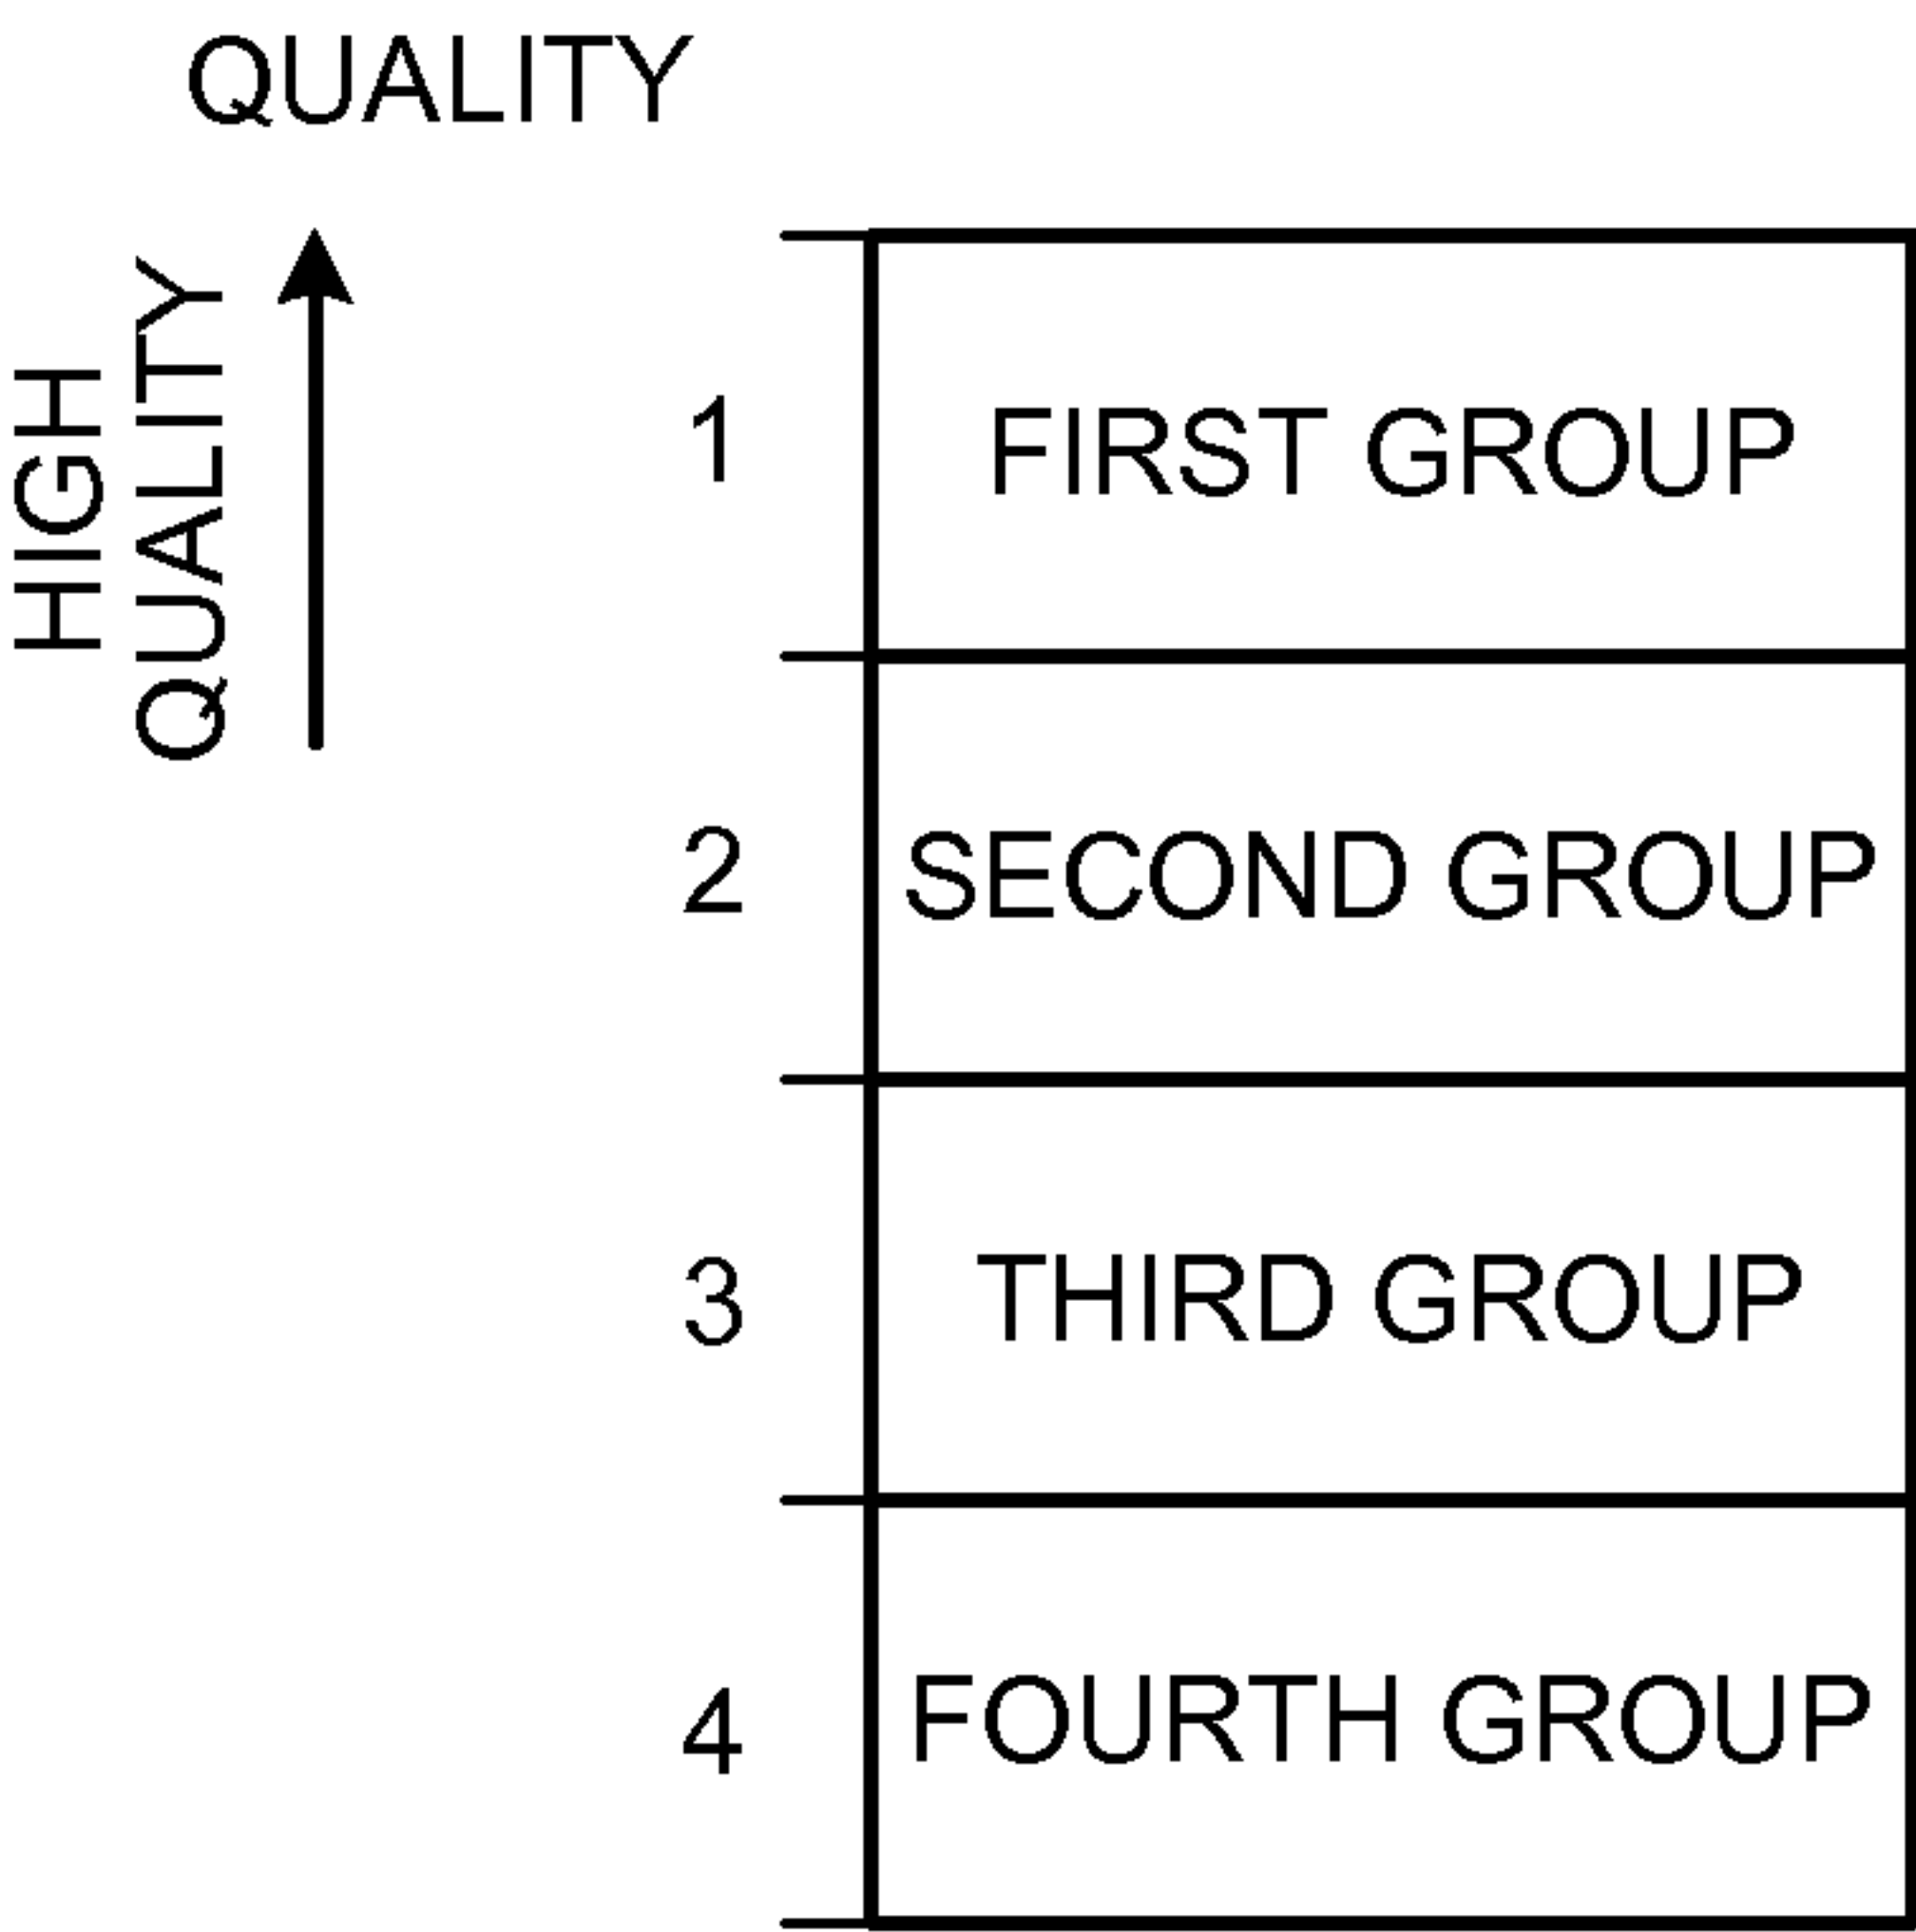 QUALITY
HIGH
QUALITY
1
FIRST GROUP
2
SECOND GROUP
3
THIRD GROUP
4
FOURTH GROUP